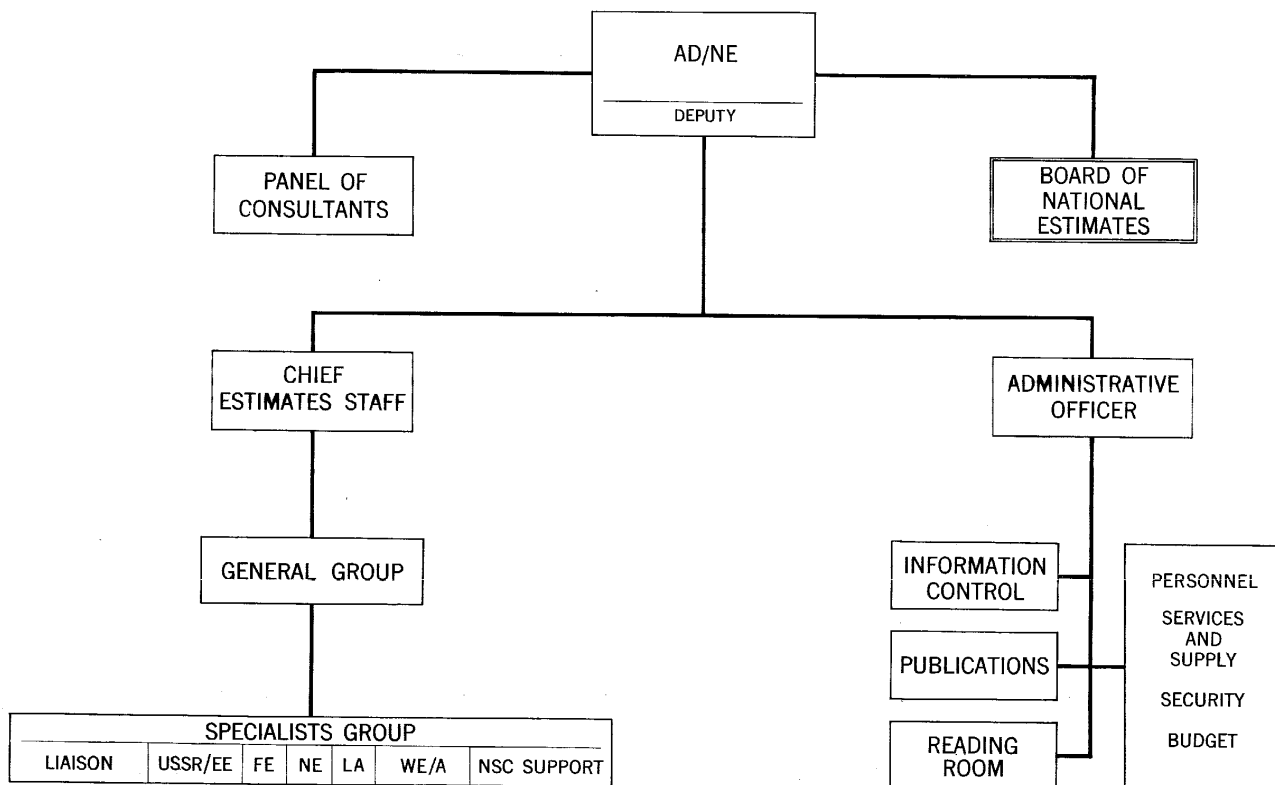 AD/NE
DEPUTY
PANEL OF
CONSULTANTS
BOARD OF
NATIONAL
ESTIMATES
CHIEF
ESTIMATES STAFF
ADMINISTRATIVE
OFFICER
GENERAL GROUP
INFORMATION
CONTROL
PUBLICATIONS
READING
ROOM
PERSONNEL
SERVICES
AND
SUPPLY
SECURITY
BUDGET
SPECIALISTS GROUP
LIAISON USSR/EE FE NE LA WE/A NSC SUPPORT